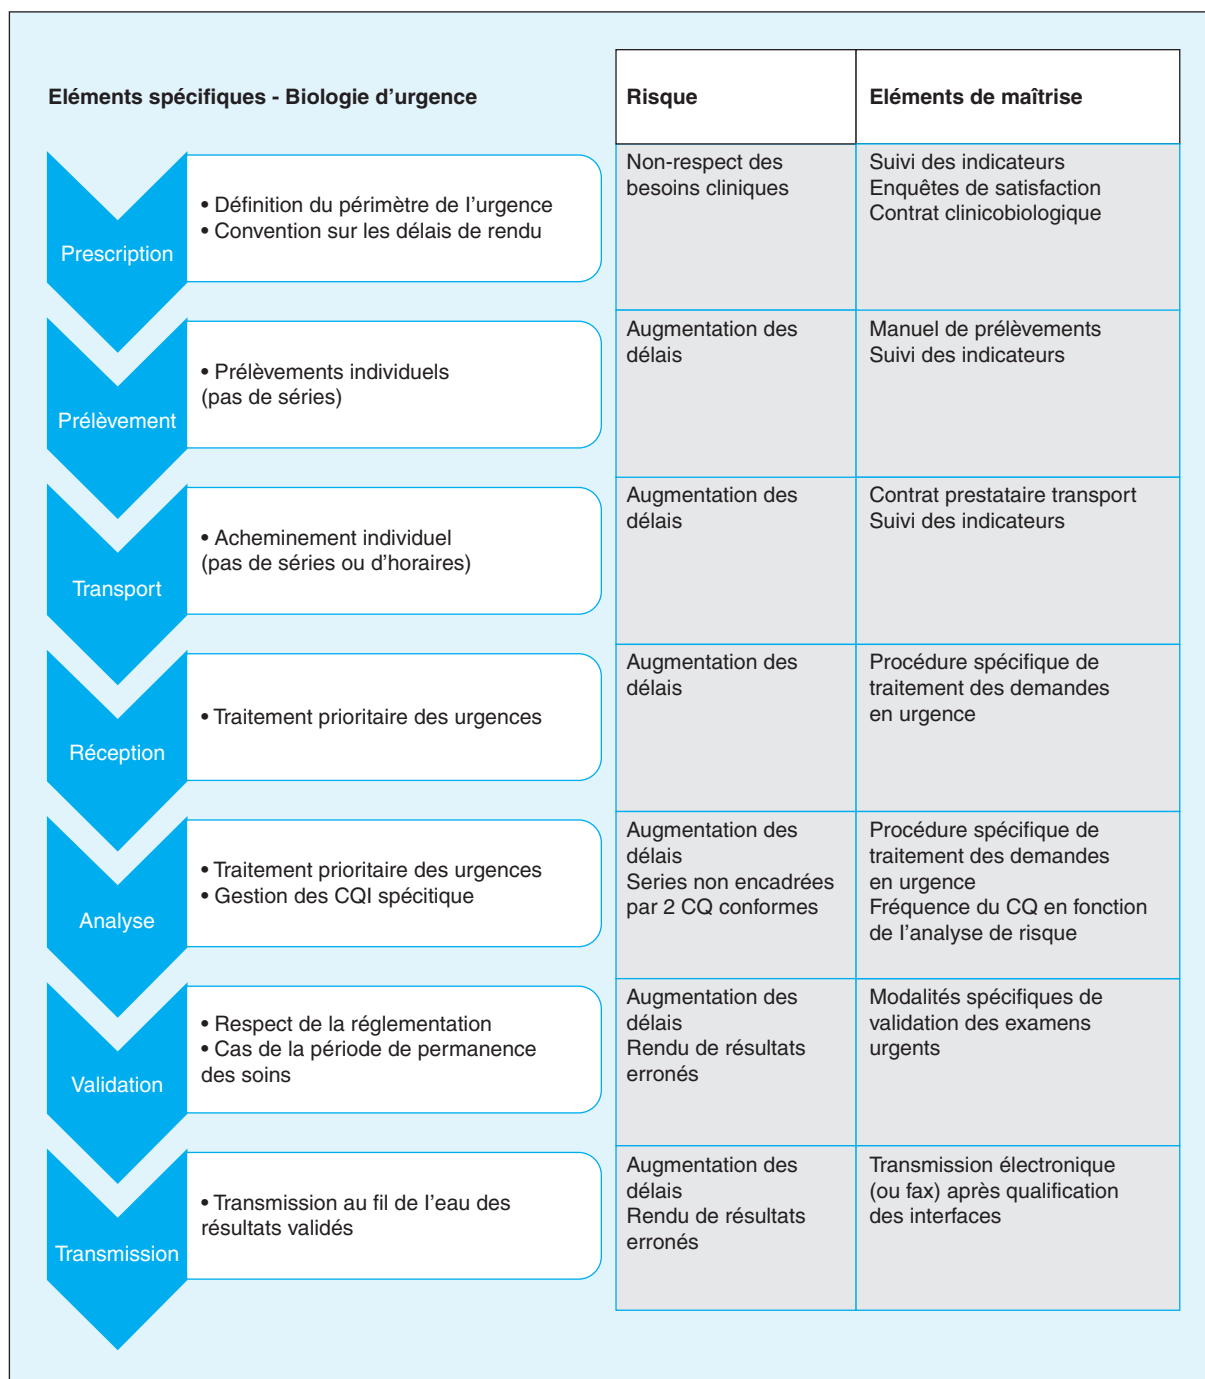 Eléments spécifiques - Biologie d’urgence
Risque
Eléments de maîtrise
Prescription
• Définition du périmètre de l’urgence
• Convention sur les délais de rendu
Non-respect des
besoins cliniques
Suivi des indicateurs
Enquêtes de satisfaction
Contrat clinicobiologique
Prélèvement
• Prélèvements individuels
(pas de séries)
Augmentation des
délais
Manuel de prélèvements
Suivi des indicateurs
Transport
• Acheminement individuel
(pas de séries ou d’horaires)
Augmentation des
délais
Contrat prestataire transport
Suivi des indicateurs
Réception
• Traitement prioritaire des urgences
Augmentation des
délais
Procédure spécifique de
traitement des demandes
en urgence
Analyse
• Traitement prioritaire des urgences
• Gestion des CQI spécitique
Augmentation des
délais
Series non encadrées
par 2 CQ conformes
Procédure spécifique de
traitement des demandes
en urgence
Fréquence du CQ en fonction
de l’analyse de risque
Validation
• Respect de la réglementation
• Cas de la période de permanence
des soins
Augmentation des
délais
Rendu de résultats
erronés
Modalités spécifiques de
validation des examens
urgents
Transmission
• Transmission au fil de l’eau des
résultats validés
Augmentation des
délais
Rendu de résultats
erronés
Transmission électronique
(ou fax) après qualification
des interfaces